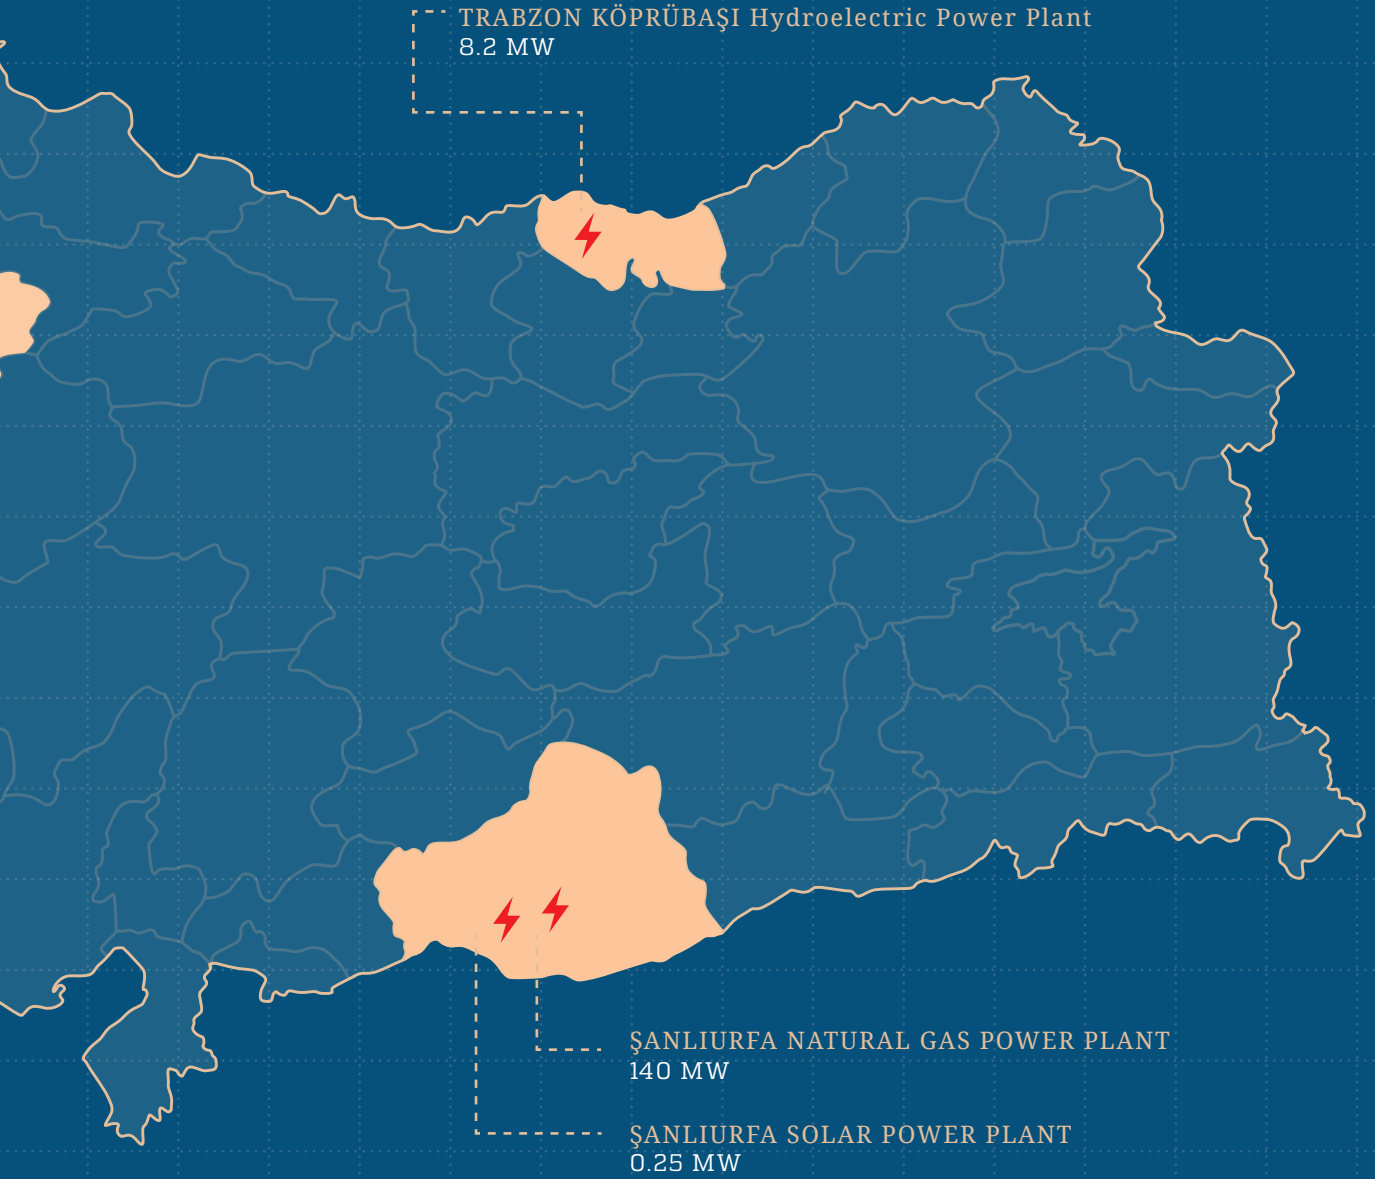 TRABZON KÖPRÜBAŞI Hydroelectric Power Plant
8.2 MW
ŞANLIURFA NATURAL GAS POWER PLANT
140 MW
ŞANLIURFA SOLAR POWER PLANT
0.25 MW